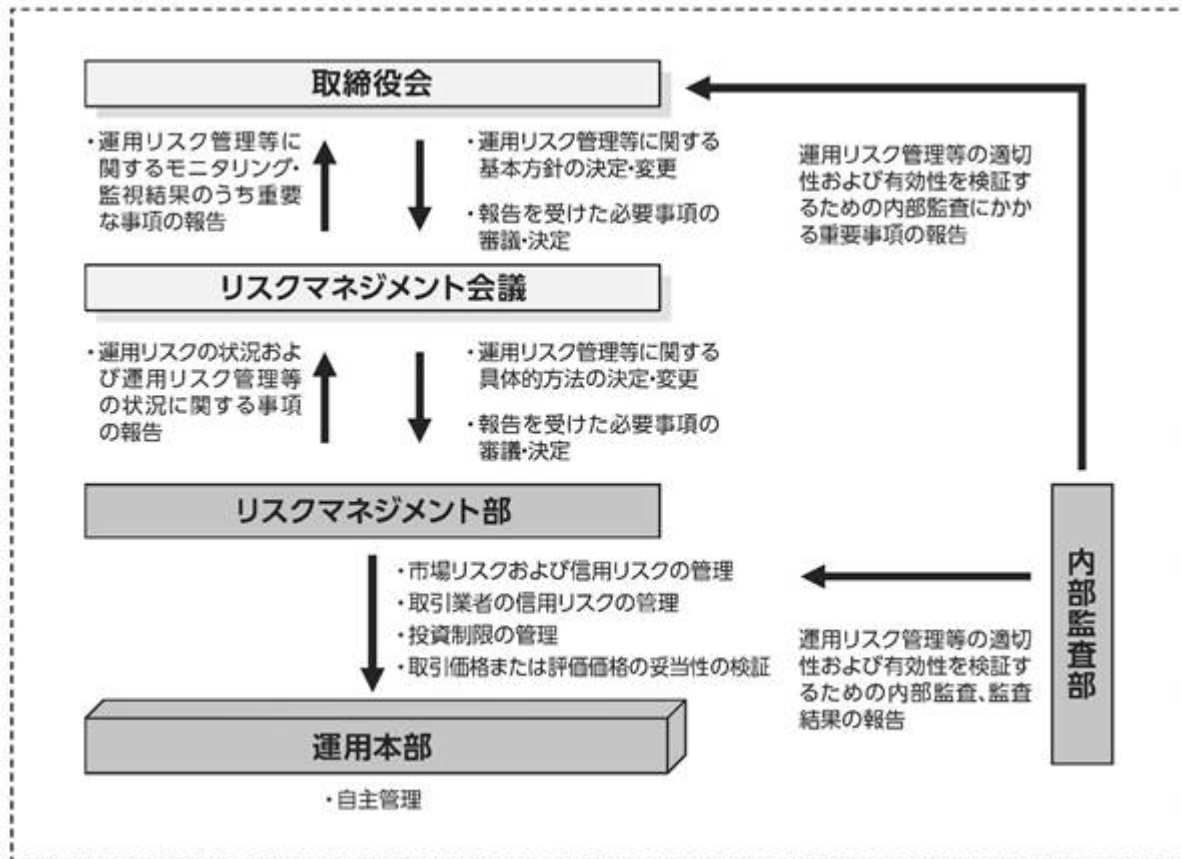 取締役会
・運用リスク管理等に
関するモニタリング・
監視結果のうち重要
な事項の報告
・運用リスク管理等に関する
基本方針の決定・変更
・報告を受けた必要事項の
審議・決定
運用リスク管理等の適切
性および有効性を検証す
るための内部監査にかか
る重要事項の報告
リスクマネジメント会議
・運用リスクの状況およ
び運用リスク管理等
の状況に関する事項
の報告
・運用リスク管理等に関する
具体的方法の決定・変更
・報告を受けた必要事項の
審議・決定
リスクマネジメント部
・市場リスクおよび信用リスクの管理
・取引業者の信用リスクの管理
・投資制限の管理
・取引価格または評価価格の妥当性の検証
運用リスク管理等の適切
性および有効性を検証す
るための内部監査、監査
結果の報告
内部監査部
運用本部
・自主管理